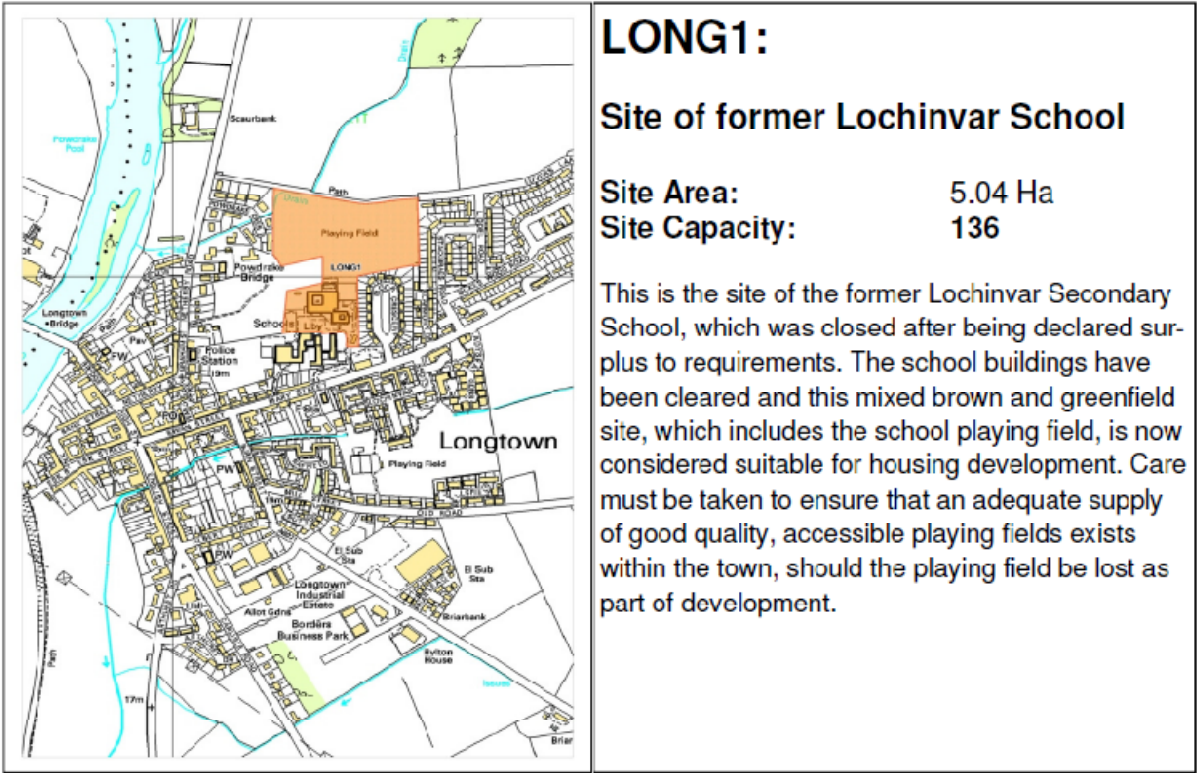 LONG1:
Site of former Lochinvar School
Site Area: 5.04 Ha
Site Capacity: 136
This is the site of the former Lochinvar Secondary
School, which was closed after being declared sur-
plus to requirements. The school buildings have
been cleared and this mixed brown and greenfield
site, which includes the school playing field, is now
considered suitable for housing development. Care
must be taken to ensure that an adequate supply
of good quality, accessible playing fields exists
within the town, should the playing field be lost as
part of development.
Drain
Scaurbank
Powdrake
Pool
Path
Drain
Playing Field
LONG1
Powdrake
Bridge
Longtown
Bridge
Path
Pav
FW
School
Police
Station
19m
PO
Longtown
PW
Playing Field
OLD ROAD
PW
El Sub
Sta
El Sub
Sta
Longtown
Industrial
Estate
Allot Gdns
Borders
Business Park
Briarbank
House
Issues
Path
17m
Briar